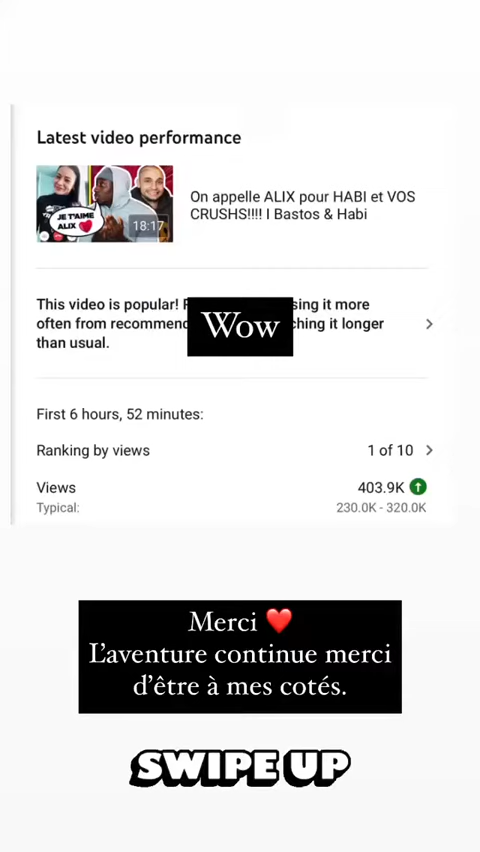 Latest video performance
JE T'AIME
ALIX
18:17
On appelle ALIX pour HABI et VOS
CRUSHS!!!! I Bastos & Habi
This video is popular! sing it more
often from recommend ching it longer
than usual.
Wow
First 6 hours, 52 minutes:
Ranking by views 1 of 10
Views 403.9K
Typical: 230.0K - 320.0K
Merci ❤️
L'aventure continue merci
d'être à mes cotés.
SWIPE UP